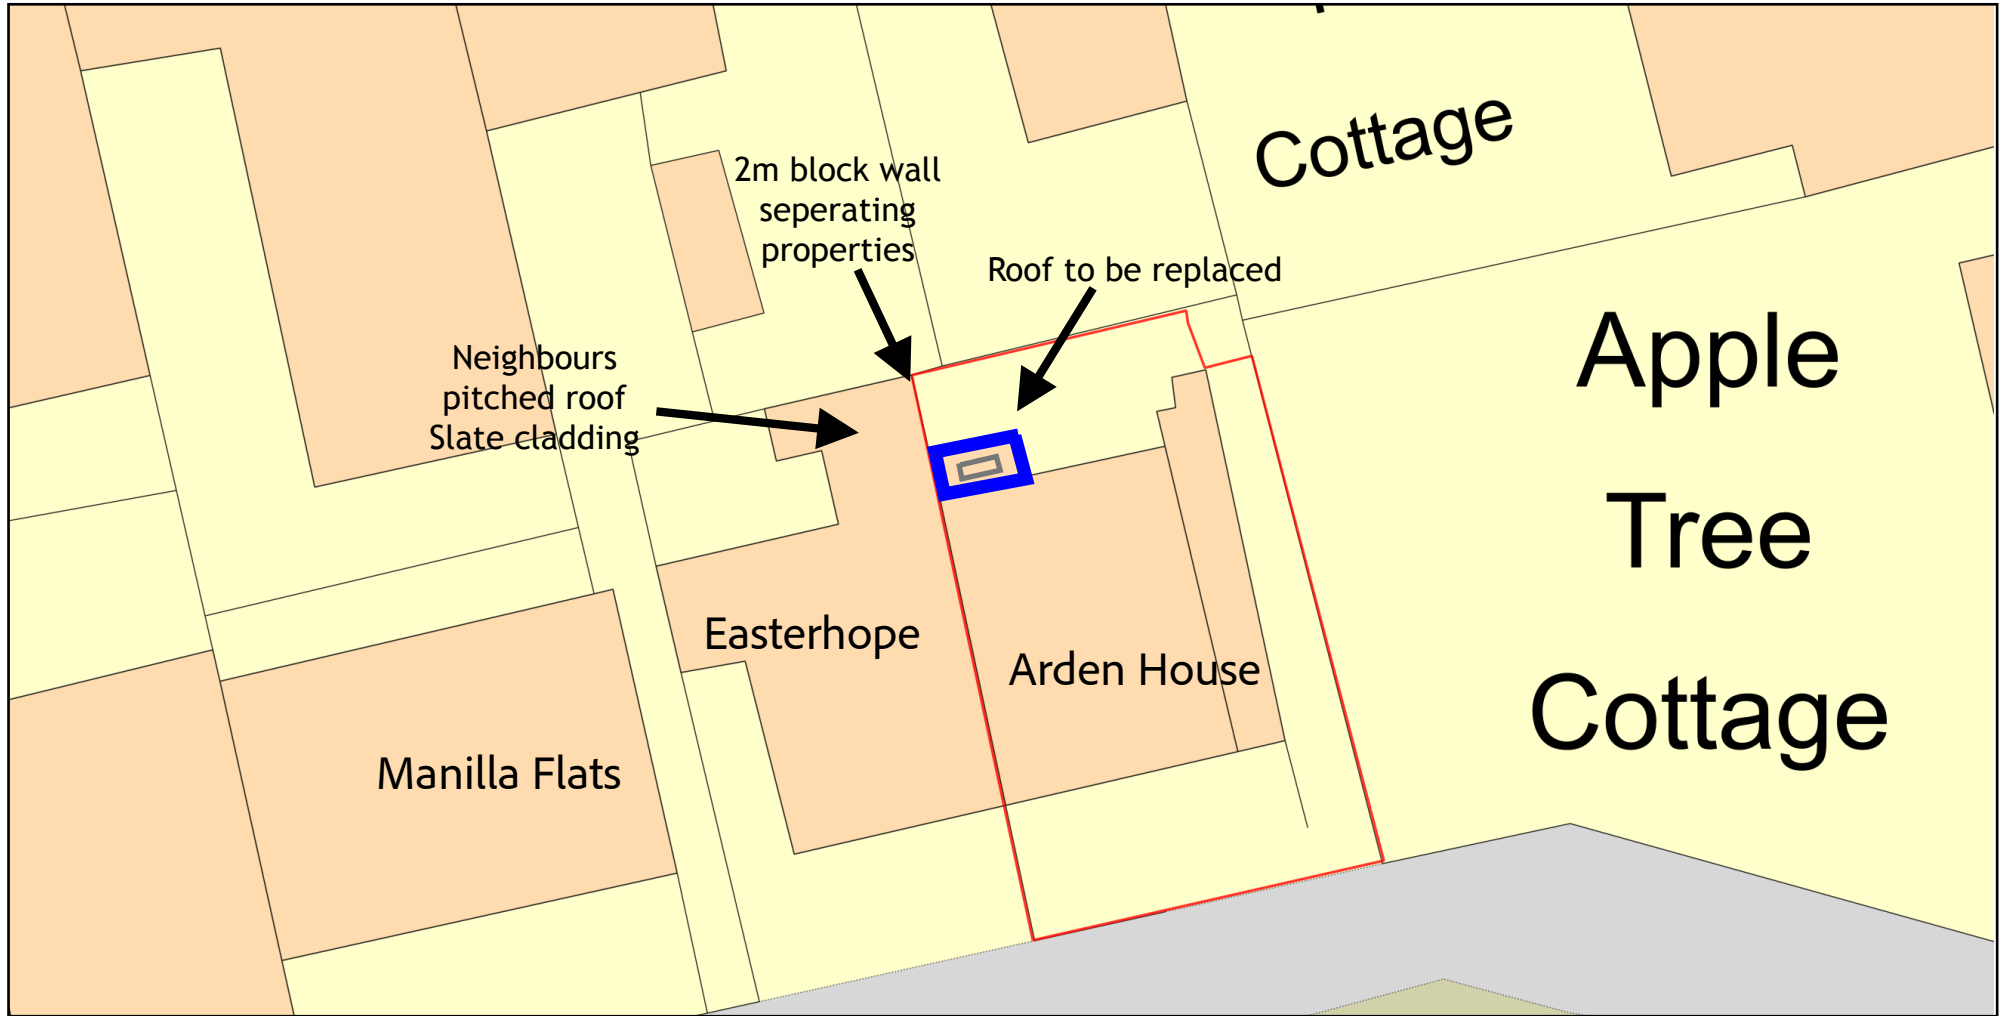 Cottage
2m block wall
seperating
properties
Roof to be replaced
Neighbours
pitched roof
Slate cladding
Apple
Tree
Cottage
Easterhope
Arden House
Manilla Flats